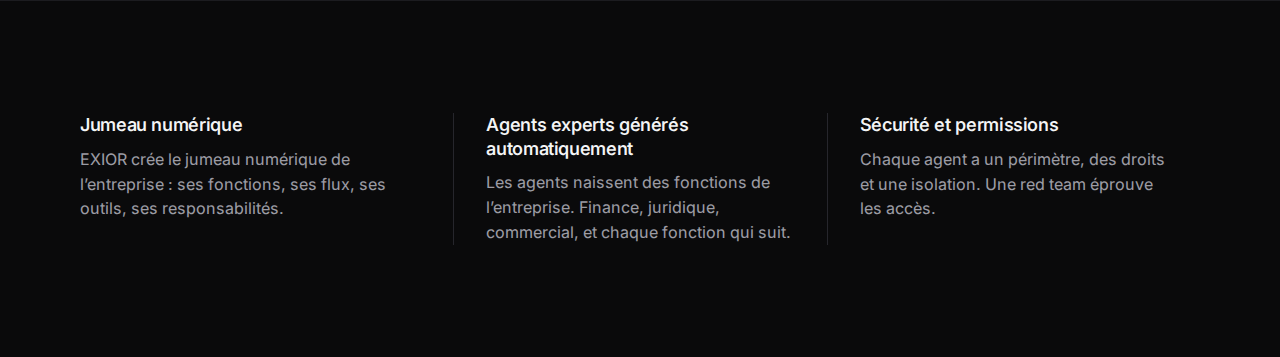 Jumeau numérique
EXIOR crée le jumeau numérique de
l’entreprise : ses fonctions, ses flux, ses
outils, ses responsabilités.
Agents experts générés
automatiquement
Les agents naissent des fonctions de
l’entreprise. Finance, juridique,
commercial, et chaque fonction qui suit.
Sécurité et permissions
Chaque agent a un périmètre, des droits
et une isolation. Une red team éprouve
les accès.